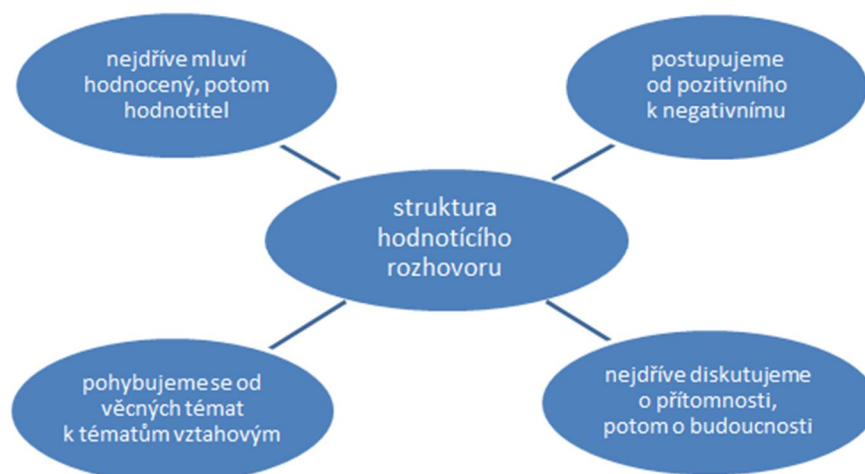 nejdříve mluví
hodnocený, potom
hodnotitel
postupujeme
od pozitivního
k negativnímu
struktura
hodnotícího
rozhovoru
pohybujeme se od
věcných témat
k tématům vztahovým
nejdříve diskutujeme
o přítomnosti,
potom o budoucnosti